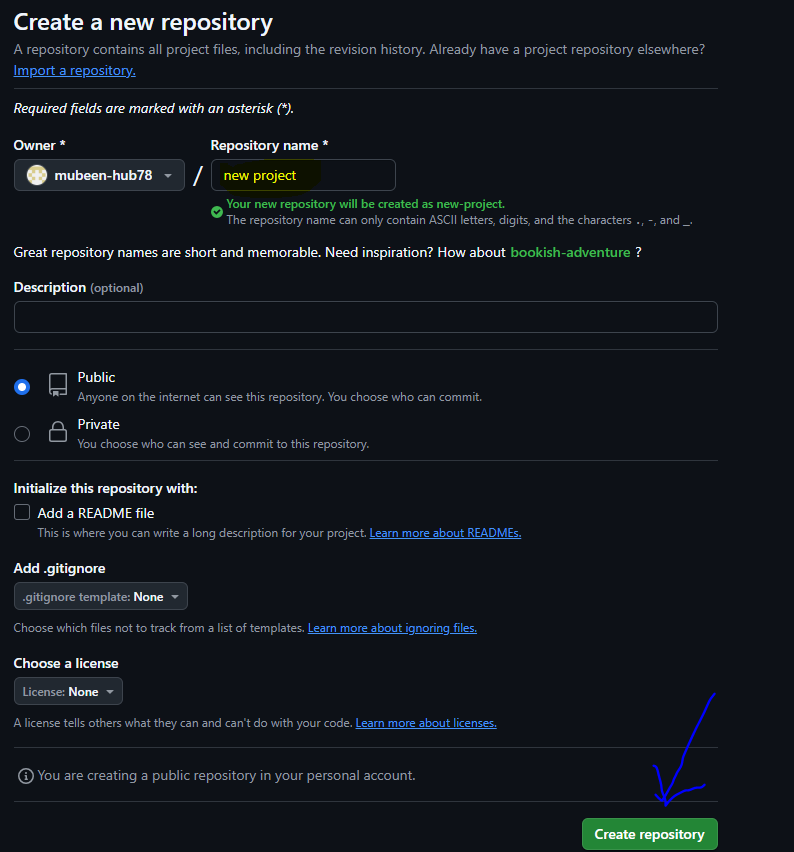 Create a new repository
A repository contains all project files, including the revision history. Already have a project repository elsewhere?
Import a repository.
Required fields are marked with an asterisk (*).
Owner * Repository name *
mubeen-hub78 / new project
Your new repository will be created as new-project.
The repository name can only contain ASCII letters, digits, and the characters ., -, and _.
Great repository names are short and memorable. Need inspiration? How about bookish-adventure ?
Description (optional)
Public
Anyone on the internet can see this repository. You choose who can commit.
Private
You choose who can see and commit to this repository.
Initialize this repository with:
Add a README file
This is where you can write a long description for your project. Learn more about READMEs.
Add .gitignore
.gitignore template: None
Choose which files not to track from a list of templates. Learn more about ignoring files.
Choose a license
License: None
A license tells others what they can and can't do with your code. Learn more about licenses.
You are creating a public repository in your personal account.
Create repository